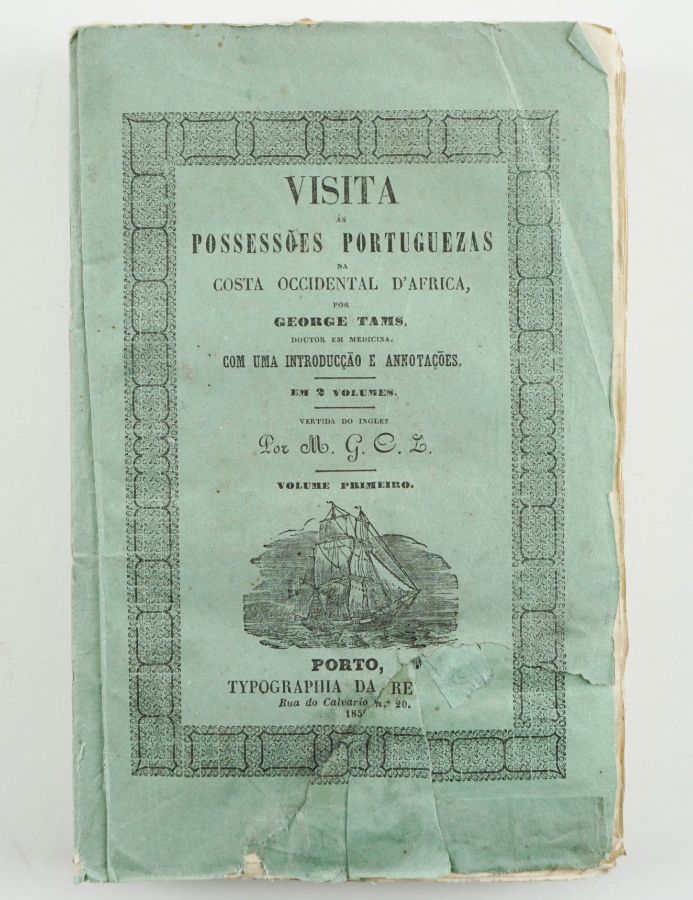 VISITA
ÁS
POSSESSÕES PORTUGUEZAS
NA
COSTA OCCIDENTAL D'AFRICA,
POR
GEORGE TAMS,
DOUTOR EM MEDICINA.
COM UMA INTRODUCÇÃO E ANNOTAÇÕES.
EM 2 VOLUMES.
VERTIDA DO INGLEZ
Por M. G. C. L.
VOLUME PRIMEIRO.
PORTO,
TYPOGRAPHIA DA RE
Rua do Calvario n.º 20.
185